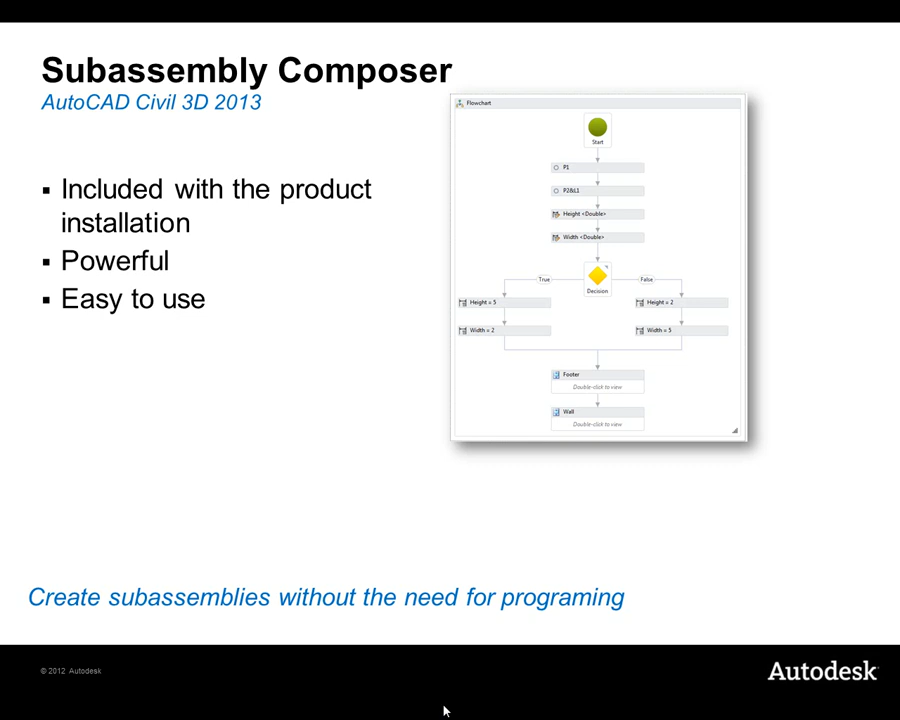 Subassembly Composer
AutoCAD Civil 3D 2013
▪ Included with the product
installation
▪ Powerful
▪ Easy to use
Flowchart
Start
P1
P2&L1
Height <Double>
Width <Double>
True
False
Decision
Height = 5
Height = 2
Width = 2
Width = 5
Footer
Double-click to view
Wall
Double-click to view
Create subassemblies without the need for programing
© 2012 Autodesk
Autodesk